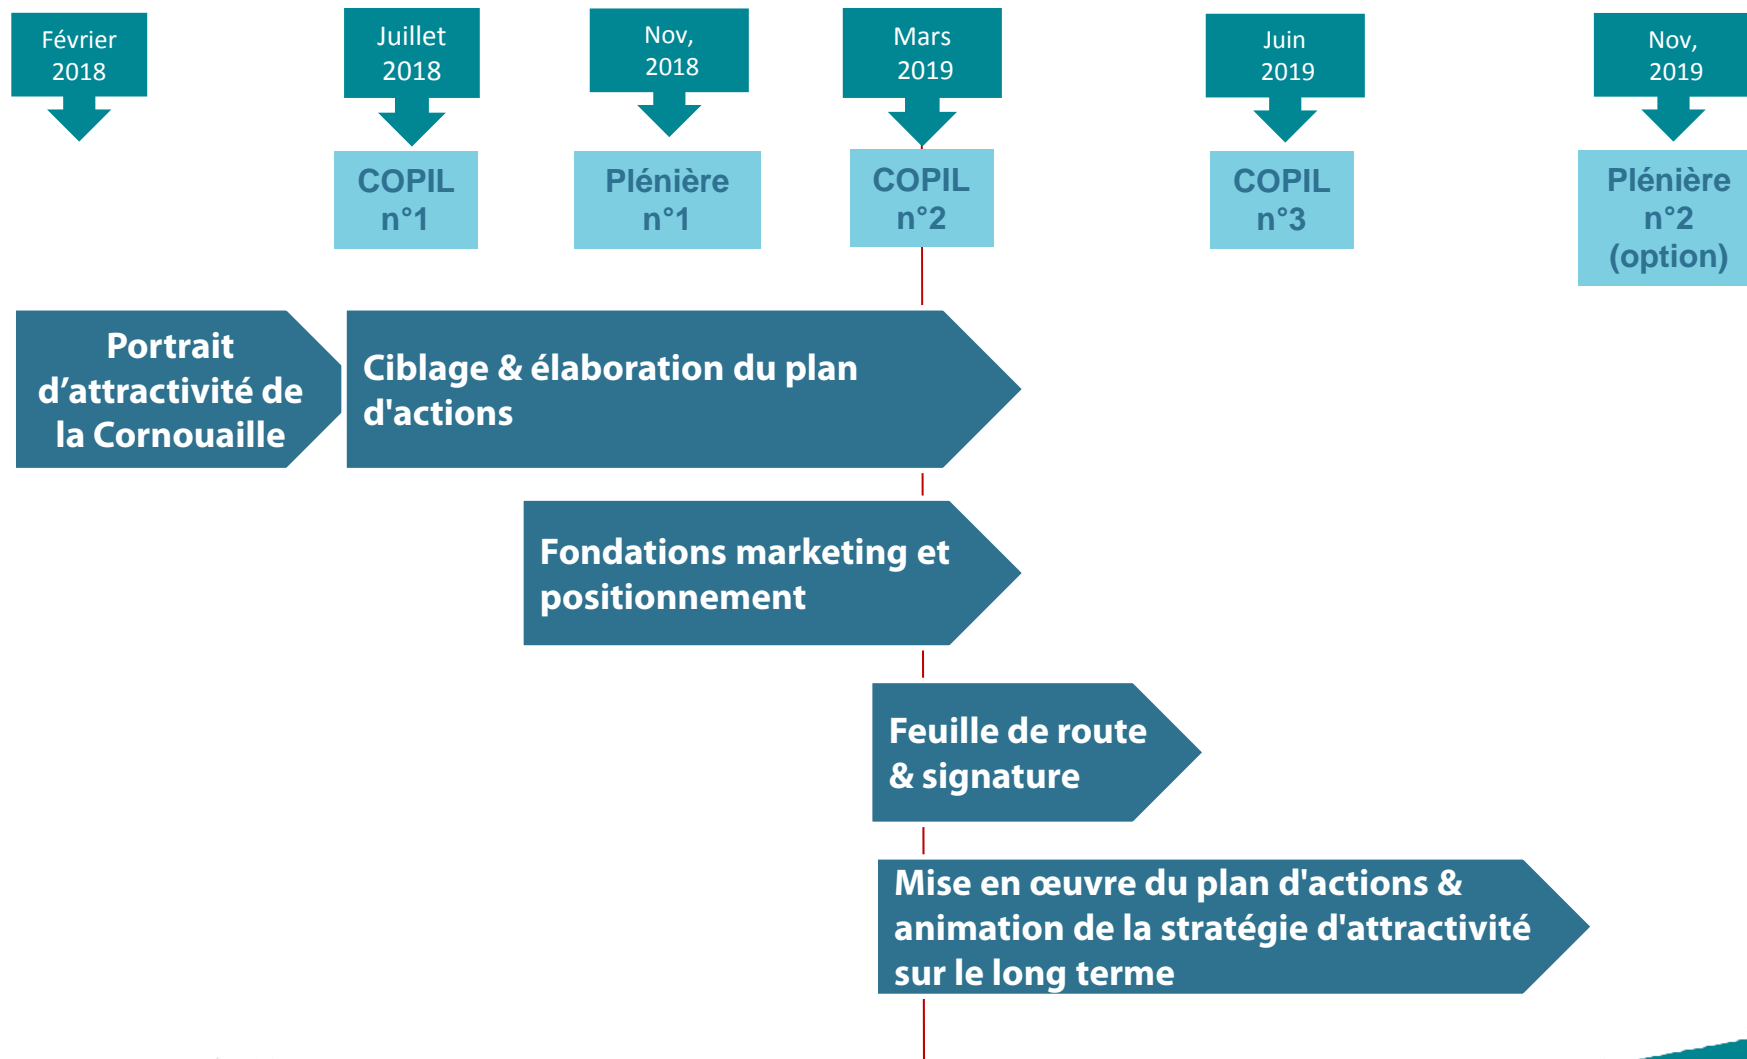 Février
2018
Juillet
2018
Nov,
2018
Mars
2019
Juin
2019
Nov,
2019
COPIL
n°1
Plénière
n°1
COPIL
n°2
COPIL
n°3
Plénière
n°2
(option)
Portrait
d’attractivité de
la Cornouaille
Ciblage & élaboration du plan
d'actions
Fondations marketing et
positionnement
Feuille de route
& signature
Mise en œuvre du plan d'actions &
animation de la stratégie d'attractivité
sur le long terme